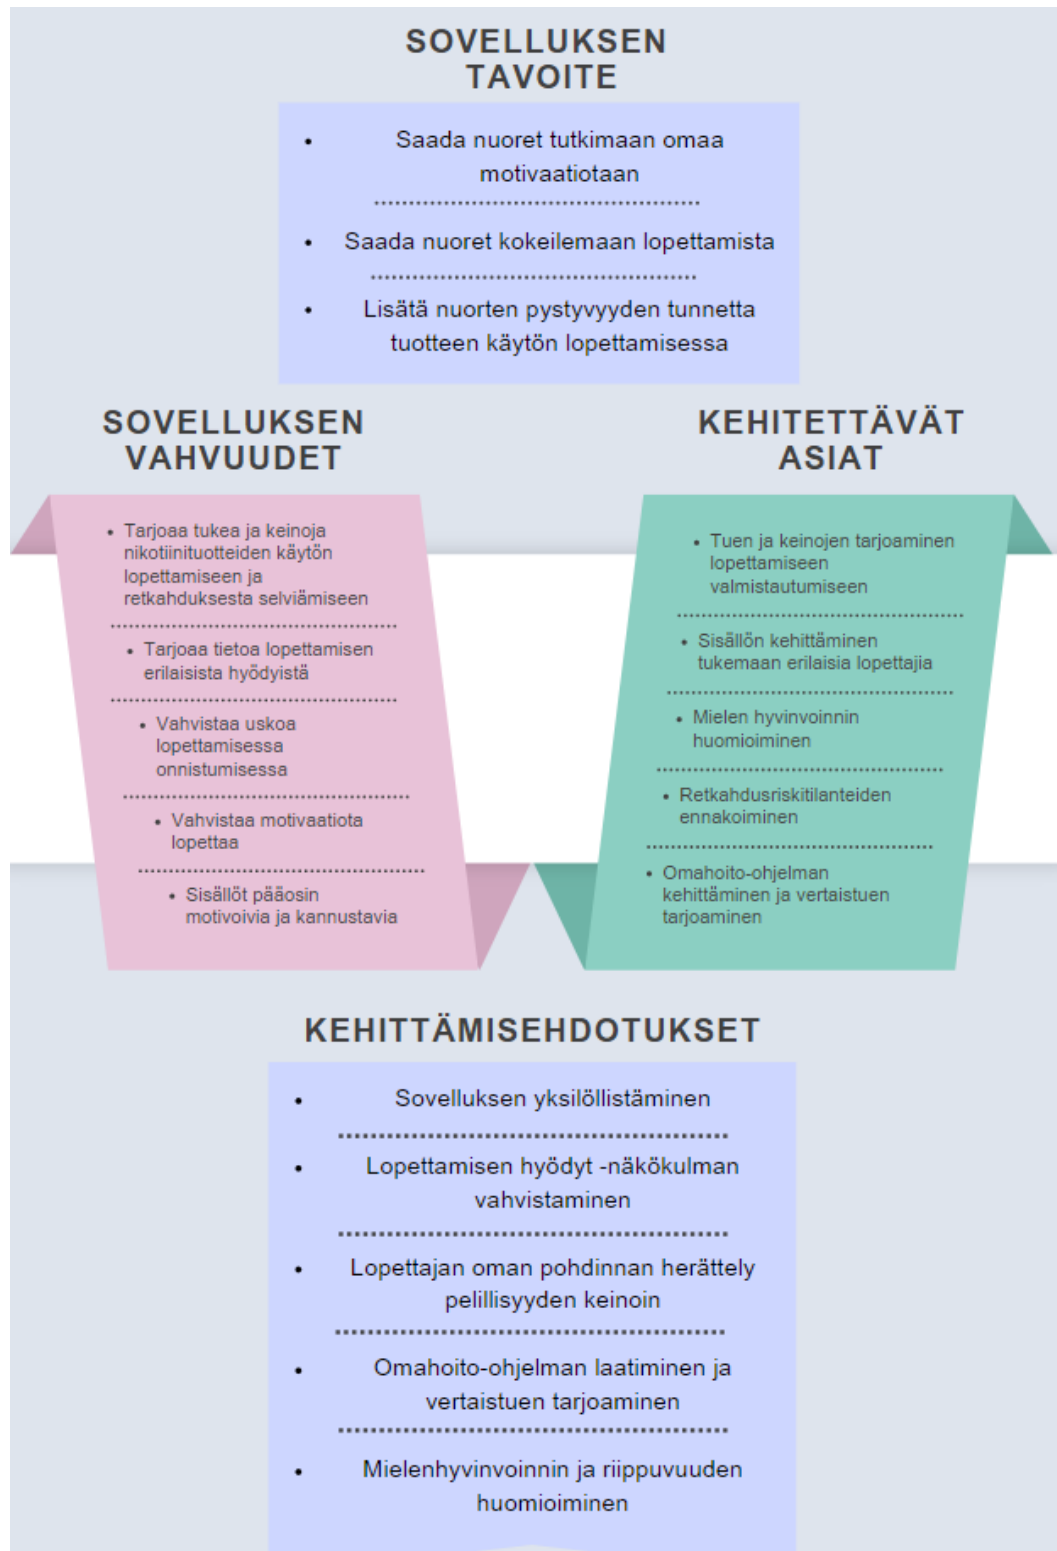 SOVELLUKSEN
TAVOITE
• Saada nuoret tutkimaan omaa
motivaatiotaan
• Saada nuoret kokeilemaan lopettamista
• Lisätä nuorten pystyvyyden tunnetta
tuotteen käytön lopettamisessa
SOVELLUKSEN
VAHVUUDET
• Tarjoaa tukea ja keinoja
nikotiinituotteiden käytön
lopettamiseen ja
retkahduksesta selviämiseen
• Tarjoaa tietoa lopettamisen
erilaisista hyödyistä
• Vahvistaa uskoa
lopettamisessa
onnistumisessa
• Vahvistaa motivaatiota
lopettaa
• Sisällöt pääosin
motivoivia ja kannustavia
KEHITETTÄVÄT
ASIAT
• Tuen ja keinojen tarjoaminen
lopettamiseen
valmistautumiseen
• Sisällön kehittäminen
tukemaan erilaisia lopettajia
• Mielen hyvinvoinnin
huomioiminen
• Retkahdusriskitilanteiden
ennakoiminen
• Omahoito-ohjelman
kehittäminen ja vertaistuen
tarjoaminen
KEHITTÄMISEHDOTUKSET
• Sovelluksen yksilöllistäminen
• Lopettamisen hyödyt -näkökulman
vahvistaminen
• Lopettajan oman pohdinnan herättely
pelillisyyden keinoin
• Omahoito-ohjelman laatiminen ja
vertaistuen tarjoaminen
• Mielenhyvinvoinnin ja riippuvuuden
huomioiminen